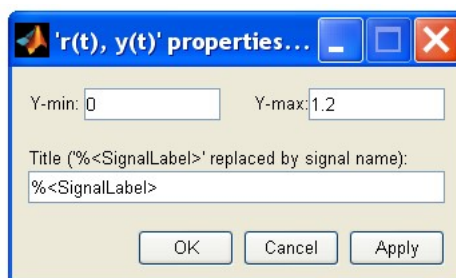 'r(t), y(t)' properties...
Y-min: 0 Y-max: 1.2
Title ('%<SignalLabel>' replaced by signal name):
%<SignalLabel>
OK Cancel Apply